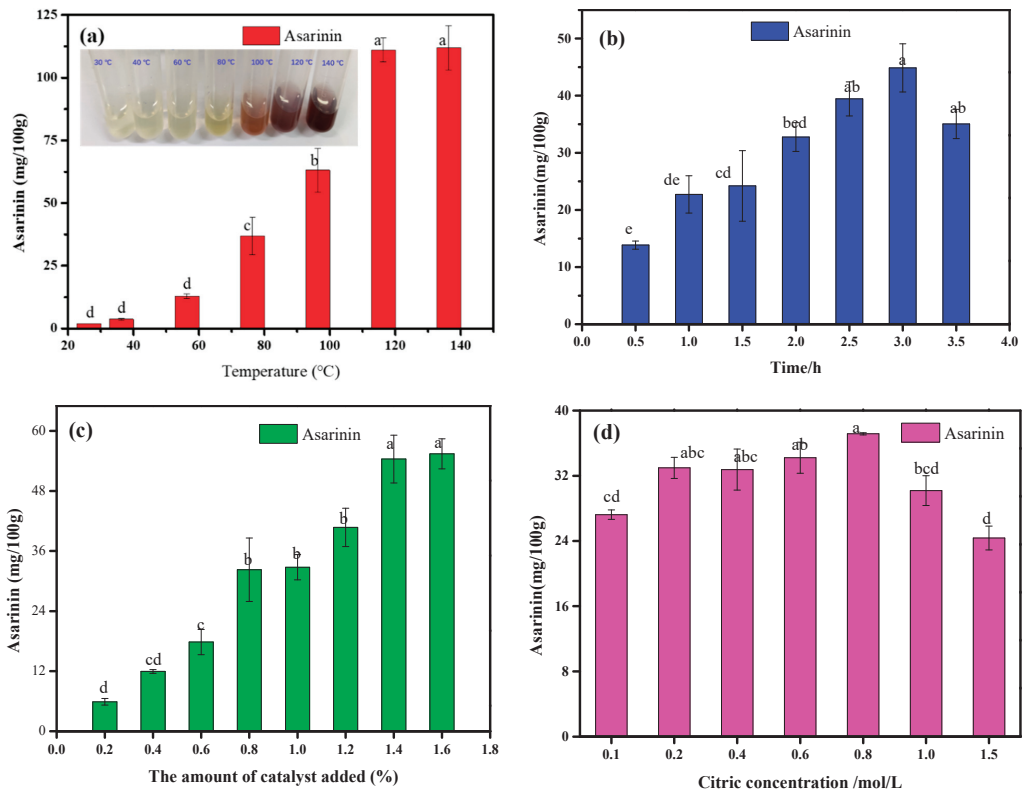 (a)
Asarinin
30 ℃ 40 ℃ 60 ℃ 80 ℃ 100 ℃ 120 ℃ 140 ℃
d d d c b a a
125
100
75
50
25
0
Asarinin (mg/100g)
20 40 60 80 100 120 140
Temperature (℃)
(b)
Asarinin
e de cd bcd ab a ab
50
40
30
20
10
0
Asarinin(mg/100g)
0.0 0.5 1.0 1.5 2.0 2.5 3.0 3.5 4.0
Time/h
(c)
Asarinin
d cd c b b b a a
60
48
36
24
12
0
Asarinin (mg/100g)
0.0 0.2 0.4 0.6 0.8 1.0 1.2 1.4 1.6 1.8
The amount of catalyst added (%)
(d)
Asarinin
cd abc abc ab a bcd d
40
32
24
16
8
0
Asarinin(mg/100g)
0.1 0.2 0.4 0.6 0.8 1.0 1.5
Citric concentration /mol/L